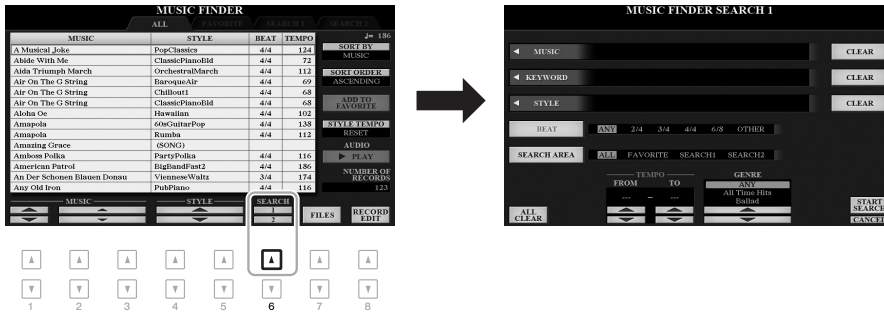 MUSIC FINDER
ALL FAVORITE SEARCH 1 SEARCH 2
♩= 186
MUSIC STYLE BEAT TEMPO
A Musical Joke PopClassics 4/4 124
Abide With Me ClassicPianoBld 4/4 72
Aida Triumph March OrchestralMarch 4/4 112
Air On The G String BaroqueAir 4/4 69
Air On The G String Chillout1 4/4 68
Air On The G String ClassicPianoBld 4/4 68
Aloha Oe Hawaiian 4/4 102
Amapola 60sGuitarPop 4/4 138
Amapola Rumba 4/4 112
Amazing Grace (SONG)
Amboss Polka PartyPolka 4/4 116
American Patrol BigBandFast2 4/4 186
An Der Schonen Blauen Donau VienneseWaltz 3/4 174
Any Old Iron PubPiano 4/4 116
SORT BY
MUSIC
SORT ORDER
ASCENDING
ADD TO
FAVORITE
STYLE TEMPO
RESET
AUDIO
▶ PLAY
NUMBER OF
RECORDS
123
MUSIC STYLE SEARCH
1
2
FILES
RECORD
EDIT
1 2 3 4 5 6 7 8
MUSIC FINDER SEARCH 1
MUSIC CLEAR
KEYWORD CLEAR
STYLE CLEAR
BEAT ANY 2/4 3/4 4/4 6/8 OTHER
SEARCH AREA ALL FAVORITE SEARCH1 SEARCH2
TEMPO
FROM TO
--- – ---
GENRE
ANY
All Time Hits
Ballad
ALL
CLEAR
START
SEARCH
CANCEL